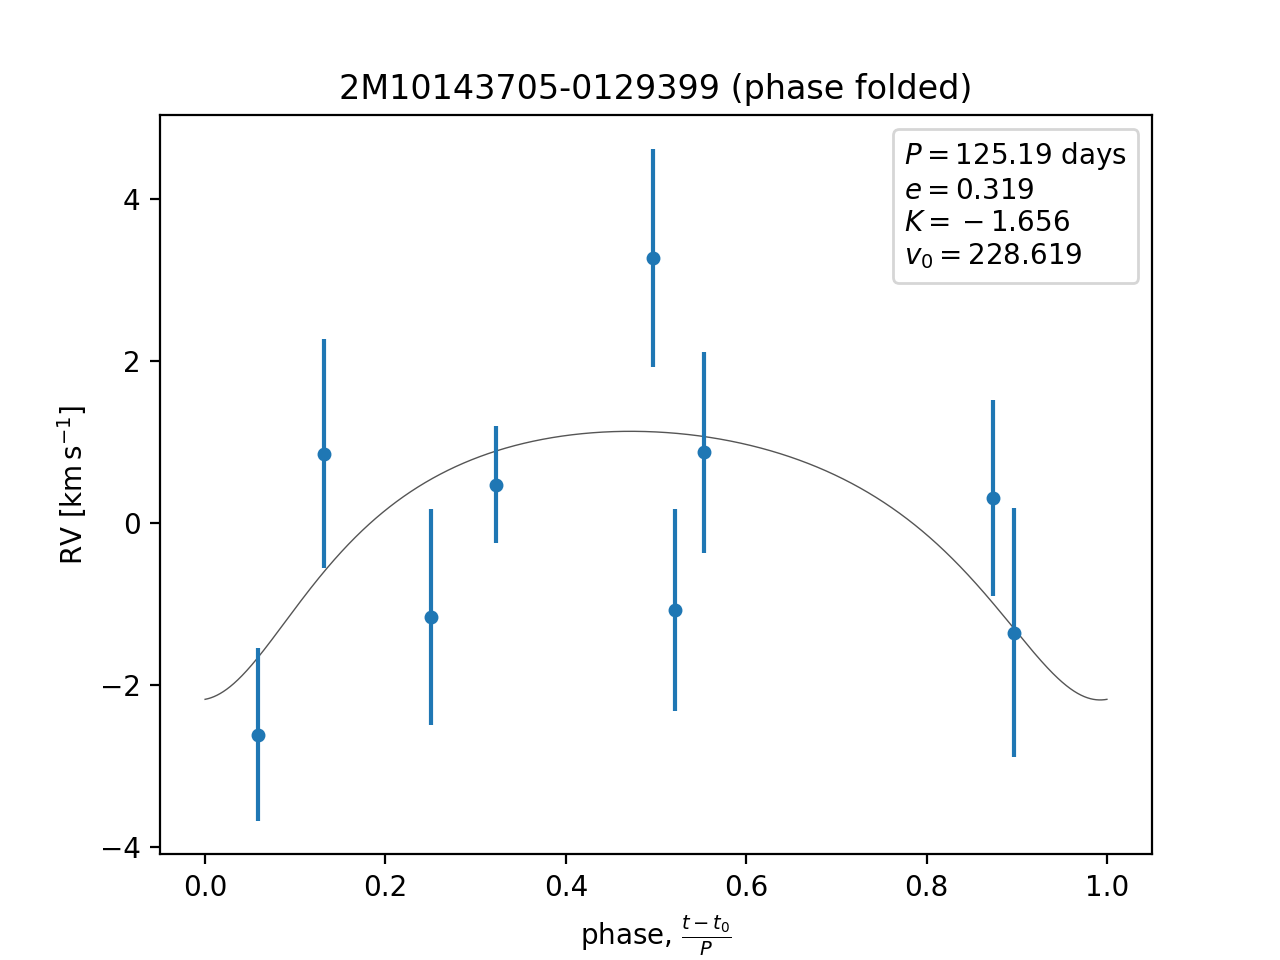 2M10143705-0129399 (phase folded)
P = 125.19 days
e = 0.319
K = −1.656
v₀ = 228.619
RV [km s⁻¹]
4
2
0
−2
−4
0.0 0.2 0.4 0.6 0.8 1.0
phase, (t − t₀)/P